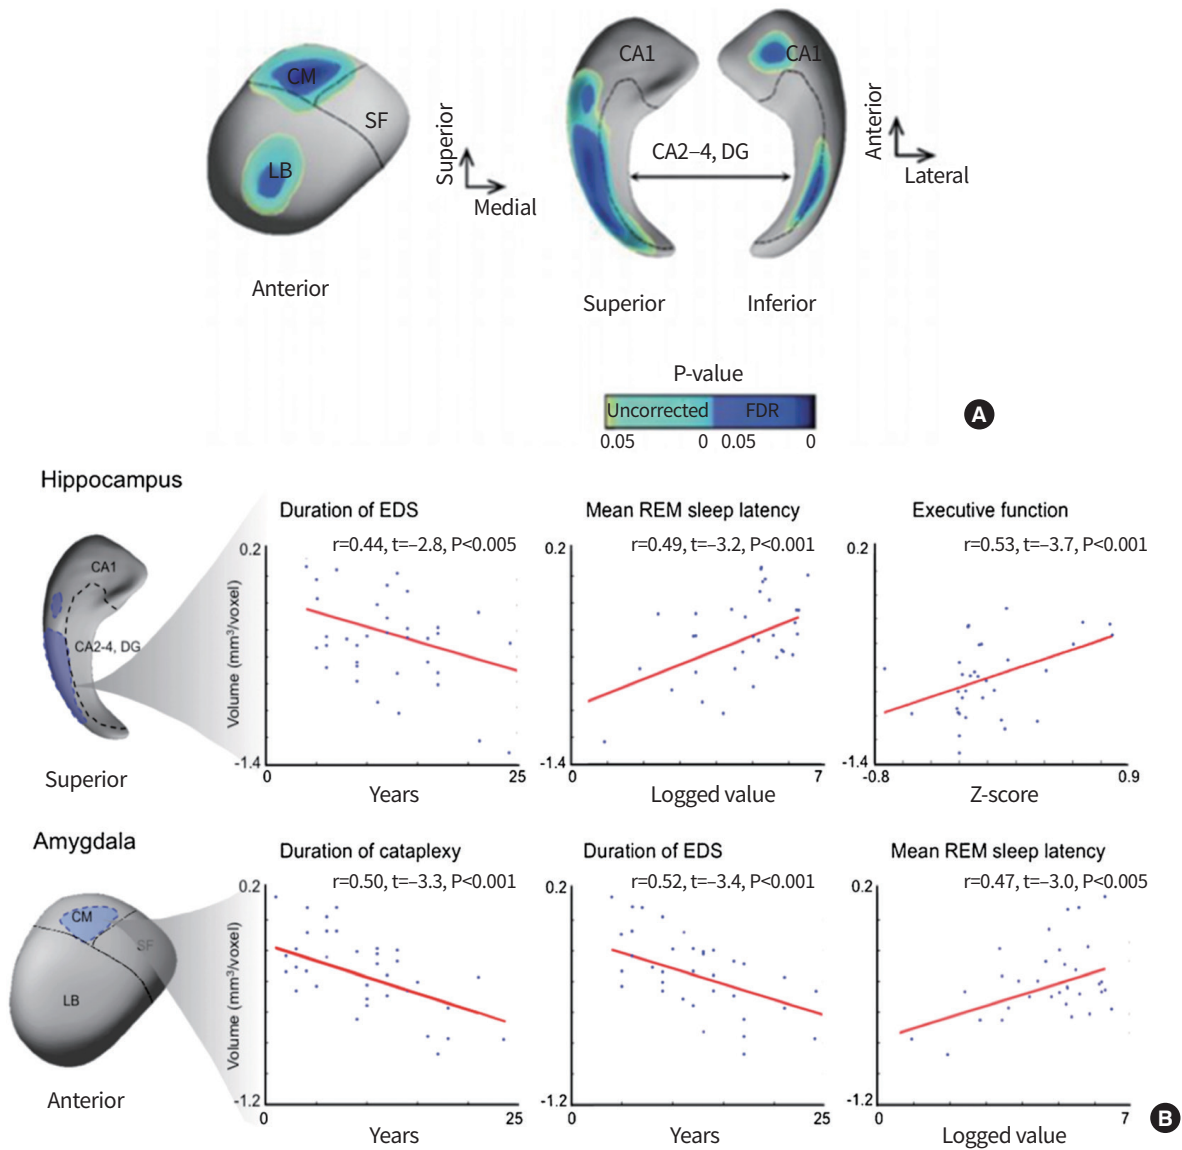 CM
SF
LB
Superior
Medial
Anterior
CA1
CA1
CA2–4, DG
Anterior
Lateral
Superior
Inferior
P-value
Uncorrected FDR
0.05 0 0.05 0
A
Hippocampus
CA1
CA2-4, DG
Superior
Duration of EDS
r=0.44, t=–2.8, P<0.005
Volume (mm³/voxel)
0.2
-1.4
0 25
Years
Mean REM sleep latency
r=0.49, t=–3.2, P<0.001
0.2
-1.4
0 7
Logged value
Executive function
r=0.53, t=–3.7, P<0.001
0.2
-1.4
-0.8 0.9
Z-score
Amygdala
CM
SF
LB
Anterior
Duration of cataplexy
r=0.50, t=–3.3, P<0.001
Volume (mm³/voxel)
0.2
-1.2
0 25
Years
Duration of EDS
r=0.52, t=–3.4, P<0.001
0.2
-1.2
0 25
Years
Mean REM sleep latency
r=0.47, t=–3.0, P<0.005
0.2
-1.2
0 7
Logged value
B